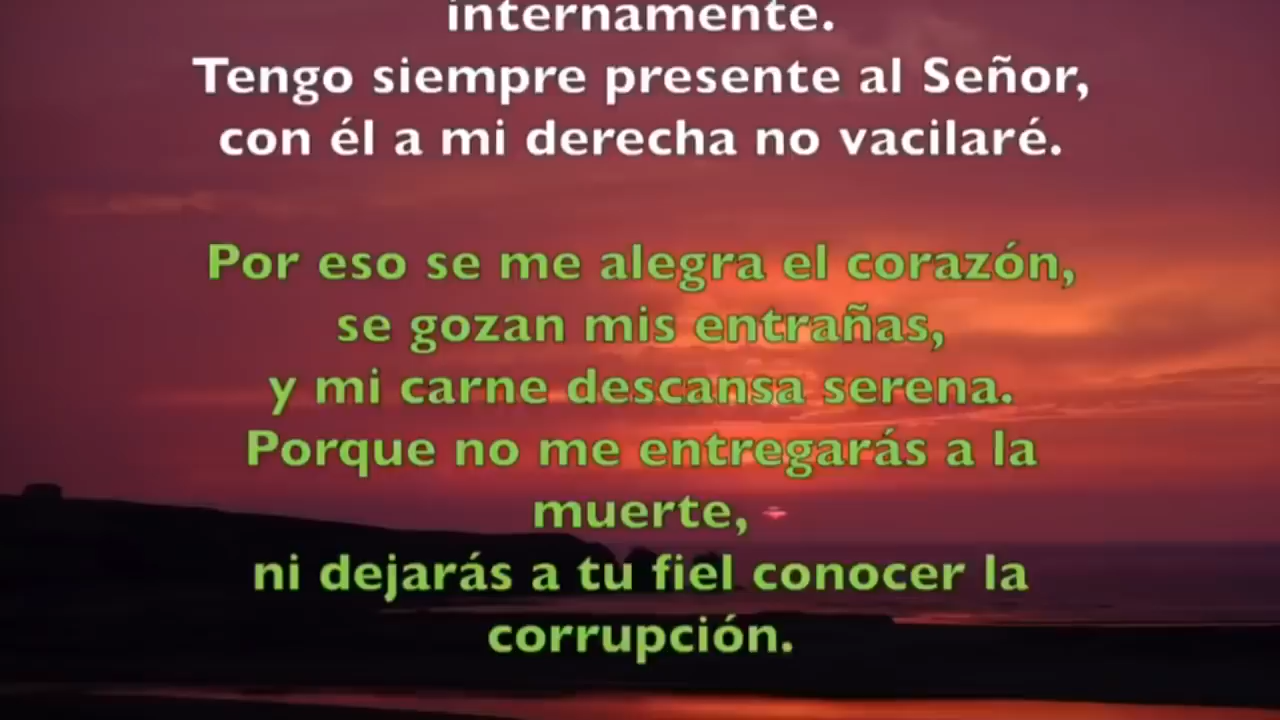 internamente.
Tengo siempre presente al Señor,
con él a mi derecha no vacilaré.
Por eso se me alegra el corazón,
se gozan mis entrañas,
y mi carne descansa serena.
Porque no me entregarás a la
muerte,
ni dejarás a tu fiel conocer la
corrupción.